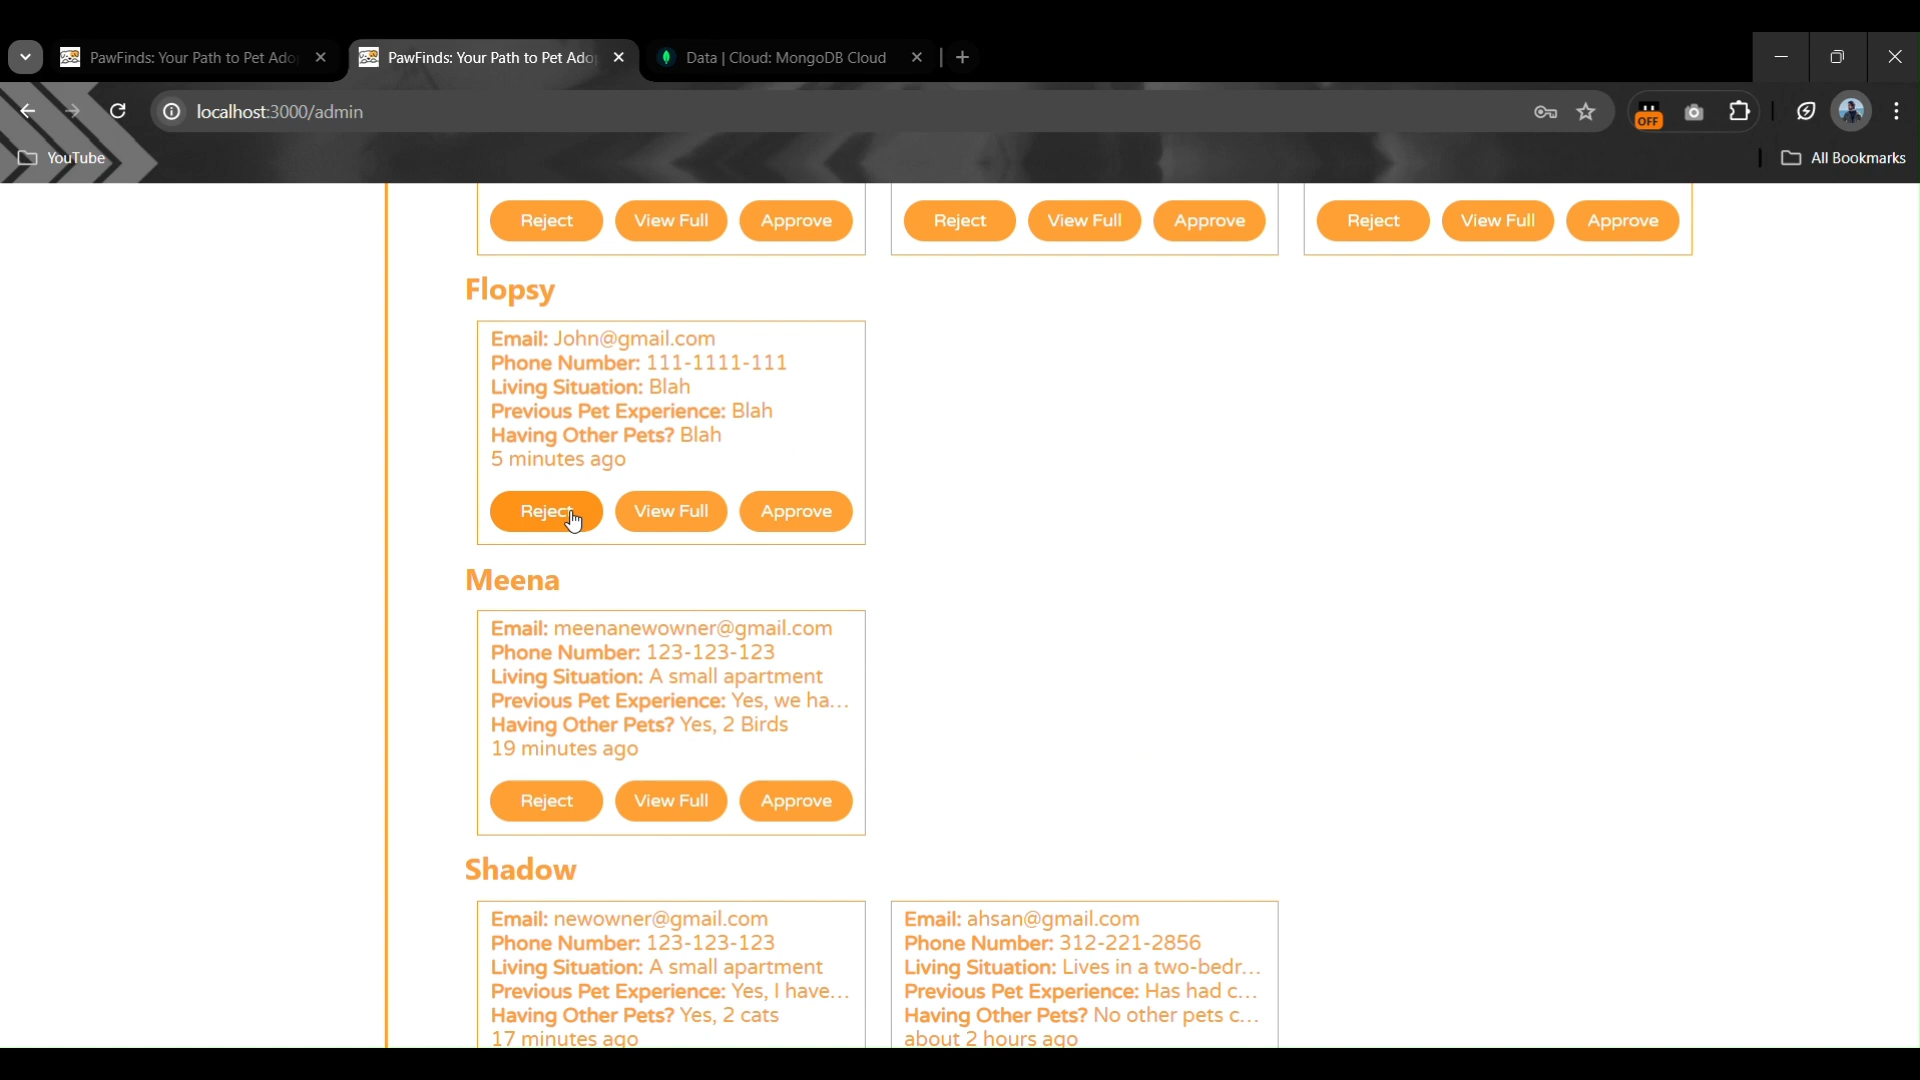 PawFinds: Your Path to Pet Ado
PawFinds: Your Path to Pet Ado
Data | Cloud: MongoDB Cloud
localhost:3000/admin
OFF
YouTube
All Bookmarks
Reject View Full Approve
Reject View Full Approve
Reject View Full Approve
Flopsy
Email: John@gmail.com
Phone Number: 111-1111-111
Living Situation: Blah
Previous Pet Experience: Blah
Having Other Pets? Blah
5 minutes ago
Reject View Full Approve
Meena
Email: meenanewowner@gmail.com
Phone Number: 123-123-123
Living Situation: A small apartment
Previous Pet Experience: Yes, we ha...
Having Other Pets? Yes, 2 Birds
19 minutes ago
Reject View Full Approve
Shadow
Email: newowner@gmail.com
Phone Number: 123-123-123
Living Situation: A small apartment
Previous Pet Experience: Yes, I have...
Having Other Pets? Yes, 2 cats
17 minutes ago
Email: ahsan@gmail.com
Phone Number: 312-221-2856
Living Situation: Lives in a two-bedr...
Previous Pet Experience: Has had c...
Having Other Pets? No other pets c...
about 2 hours ago